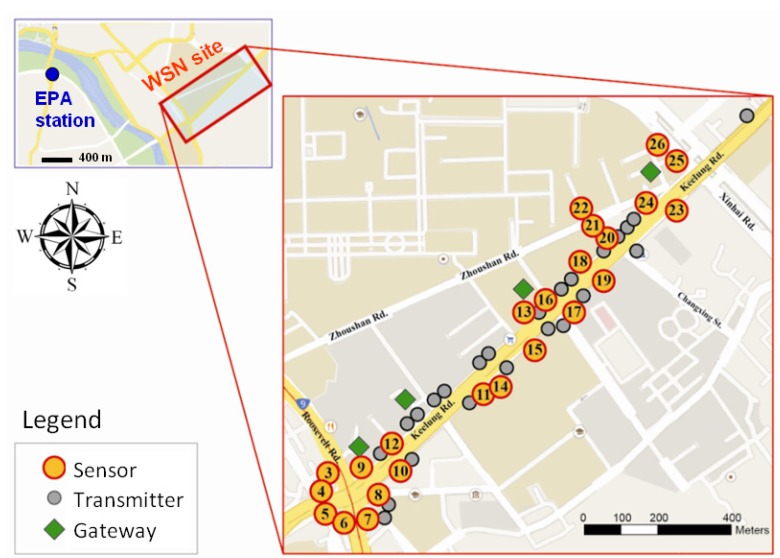 WSN site
EPA
station
400 m
N
W E
S
26
25
Keelung Rd.
24
23
Xinhai Rd.
22
21
20
Zhoushan Rd.
18
19
Changxing St.
16
13
17
Zhoushan Rd.
15
14
11
9
Keelung Rd.
Roosevelt Rd.
12
9
10
3
4
8
5
6
7
0 100 200 400
Meters
Legend
Sensor
Transmitter
Gateway